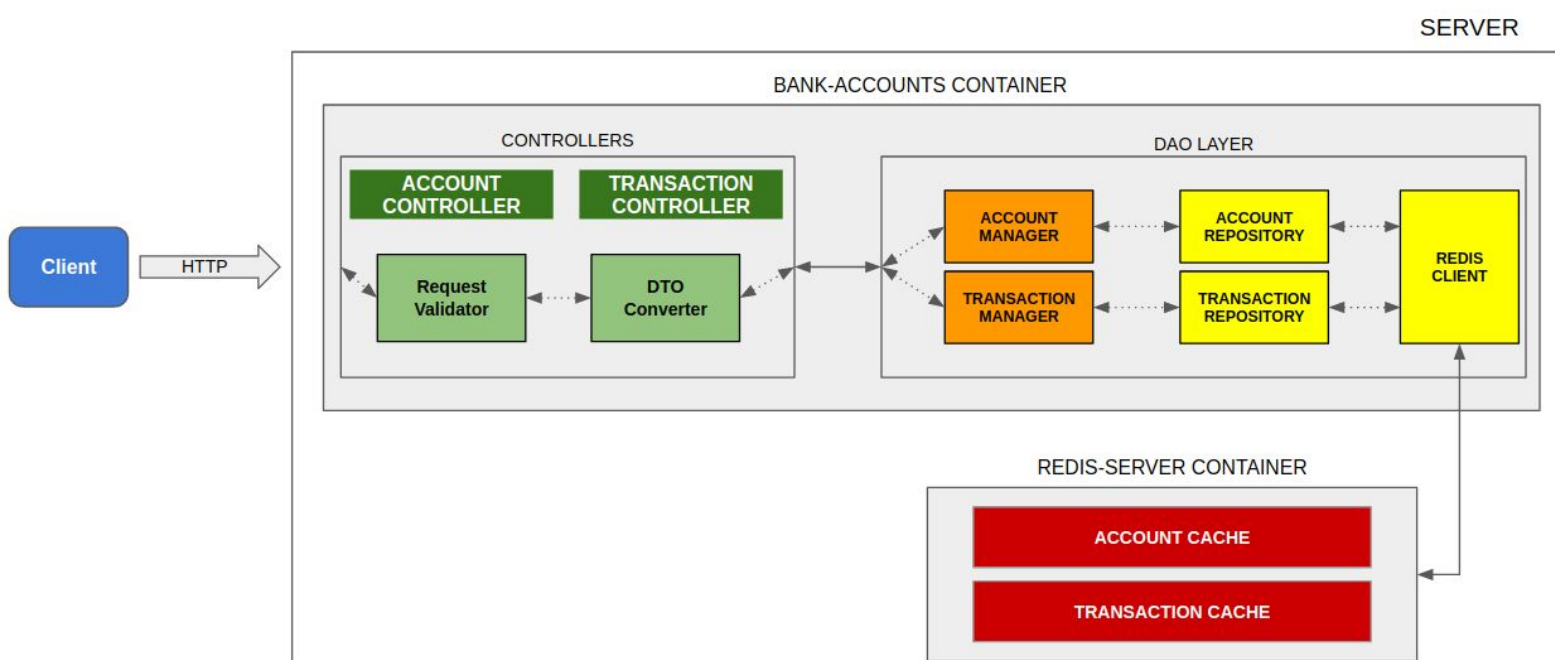 SERVER
BANK-ACCOUNTS CONTAINER
CONTROLLERS
ACCOUNT
CONTROLLER
TRANSACTION
CONTROLLER
Request
Validator
DTO
Converter
DAO LAYER
ACCOUNT
MANAGER
ACCOUNT
REPOSITORY
TRANSACTION
MANAGER
TRANSACTION
REPOSITORY
REDIS
CLIENT
Client
HTTP
REDIS-SERVER CONTAINER
ACCOUNT CACHE
TRANSACTION CACHE